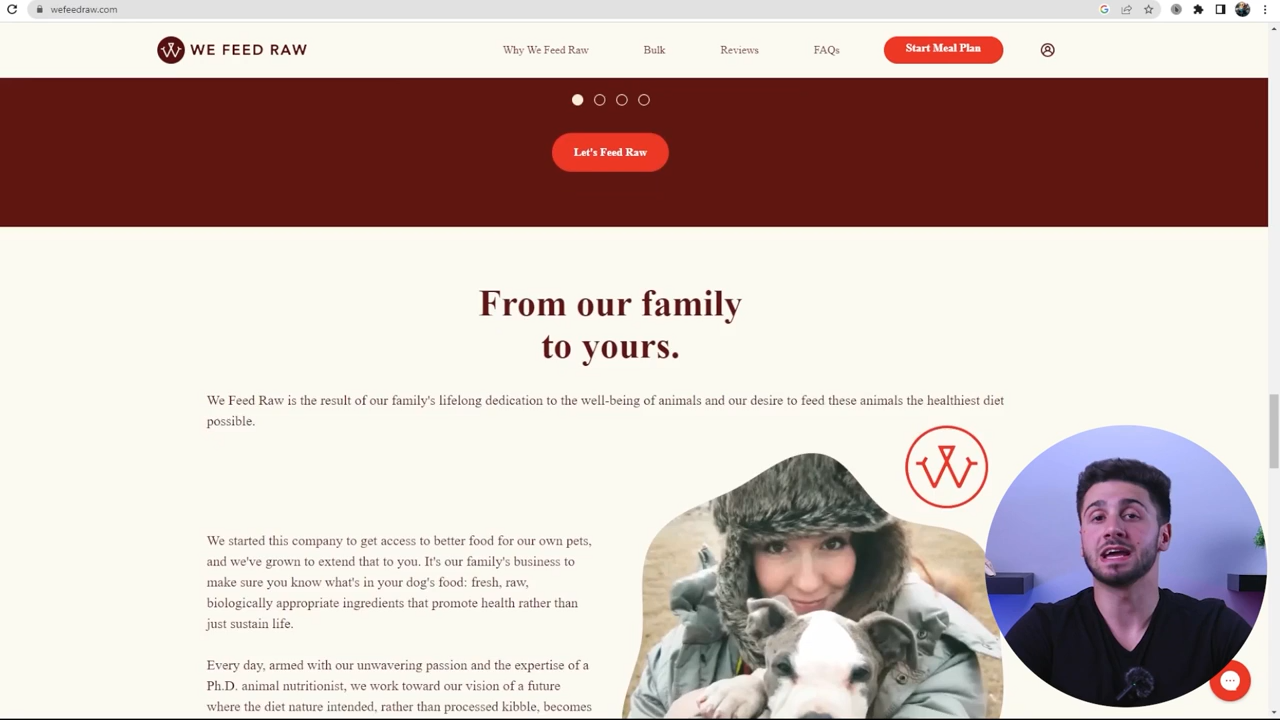 wefeedraw.com
WE FEED RAW
Why We Feed Raw
Bulk
Reviews
FAQs
Start Meal Plan
Let's Feed Raw
From our family
to yours.
We Feed Raw is the result of our family's lifelong dedication to the well-being of animals and our desire to feed these animals the healthiest diet
possible.
We started this company to get access to better food for our own pets,
and we've grown to extend that to you. It's our family's business to
make sure you know what's in your dog's food: fresh, raw,
biologically appropriate ingredients that promote health rather than
just sustain life.
Every day, armed with our unwavering passion and the expertise of a
Ph.D. animal nutritionist, we work toward our vision of a future
where the diet nature intended, rather than processed kibble, becomes